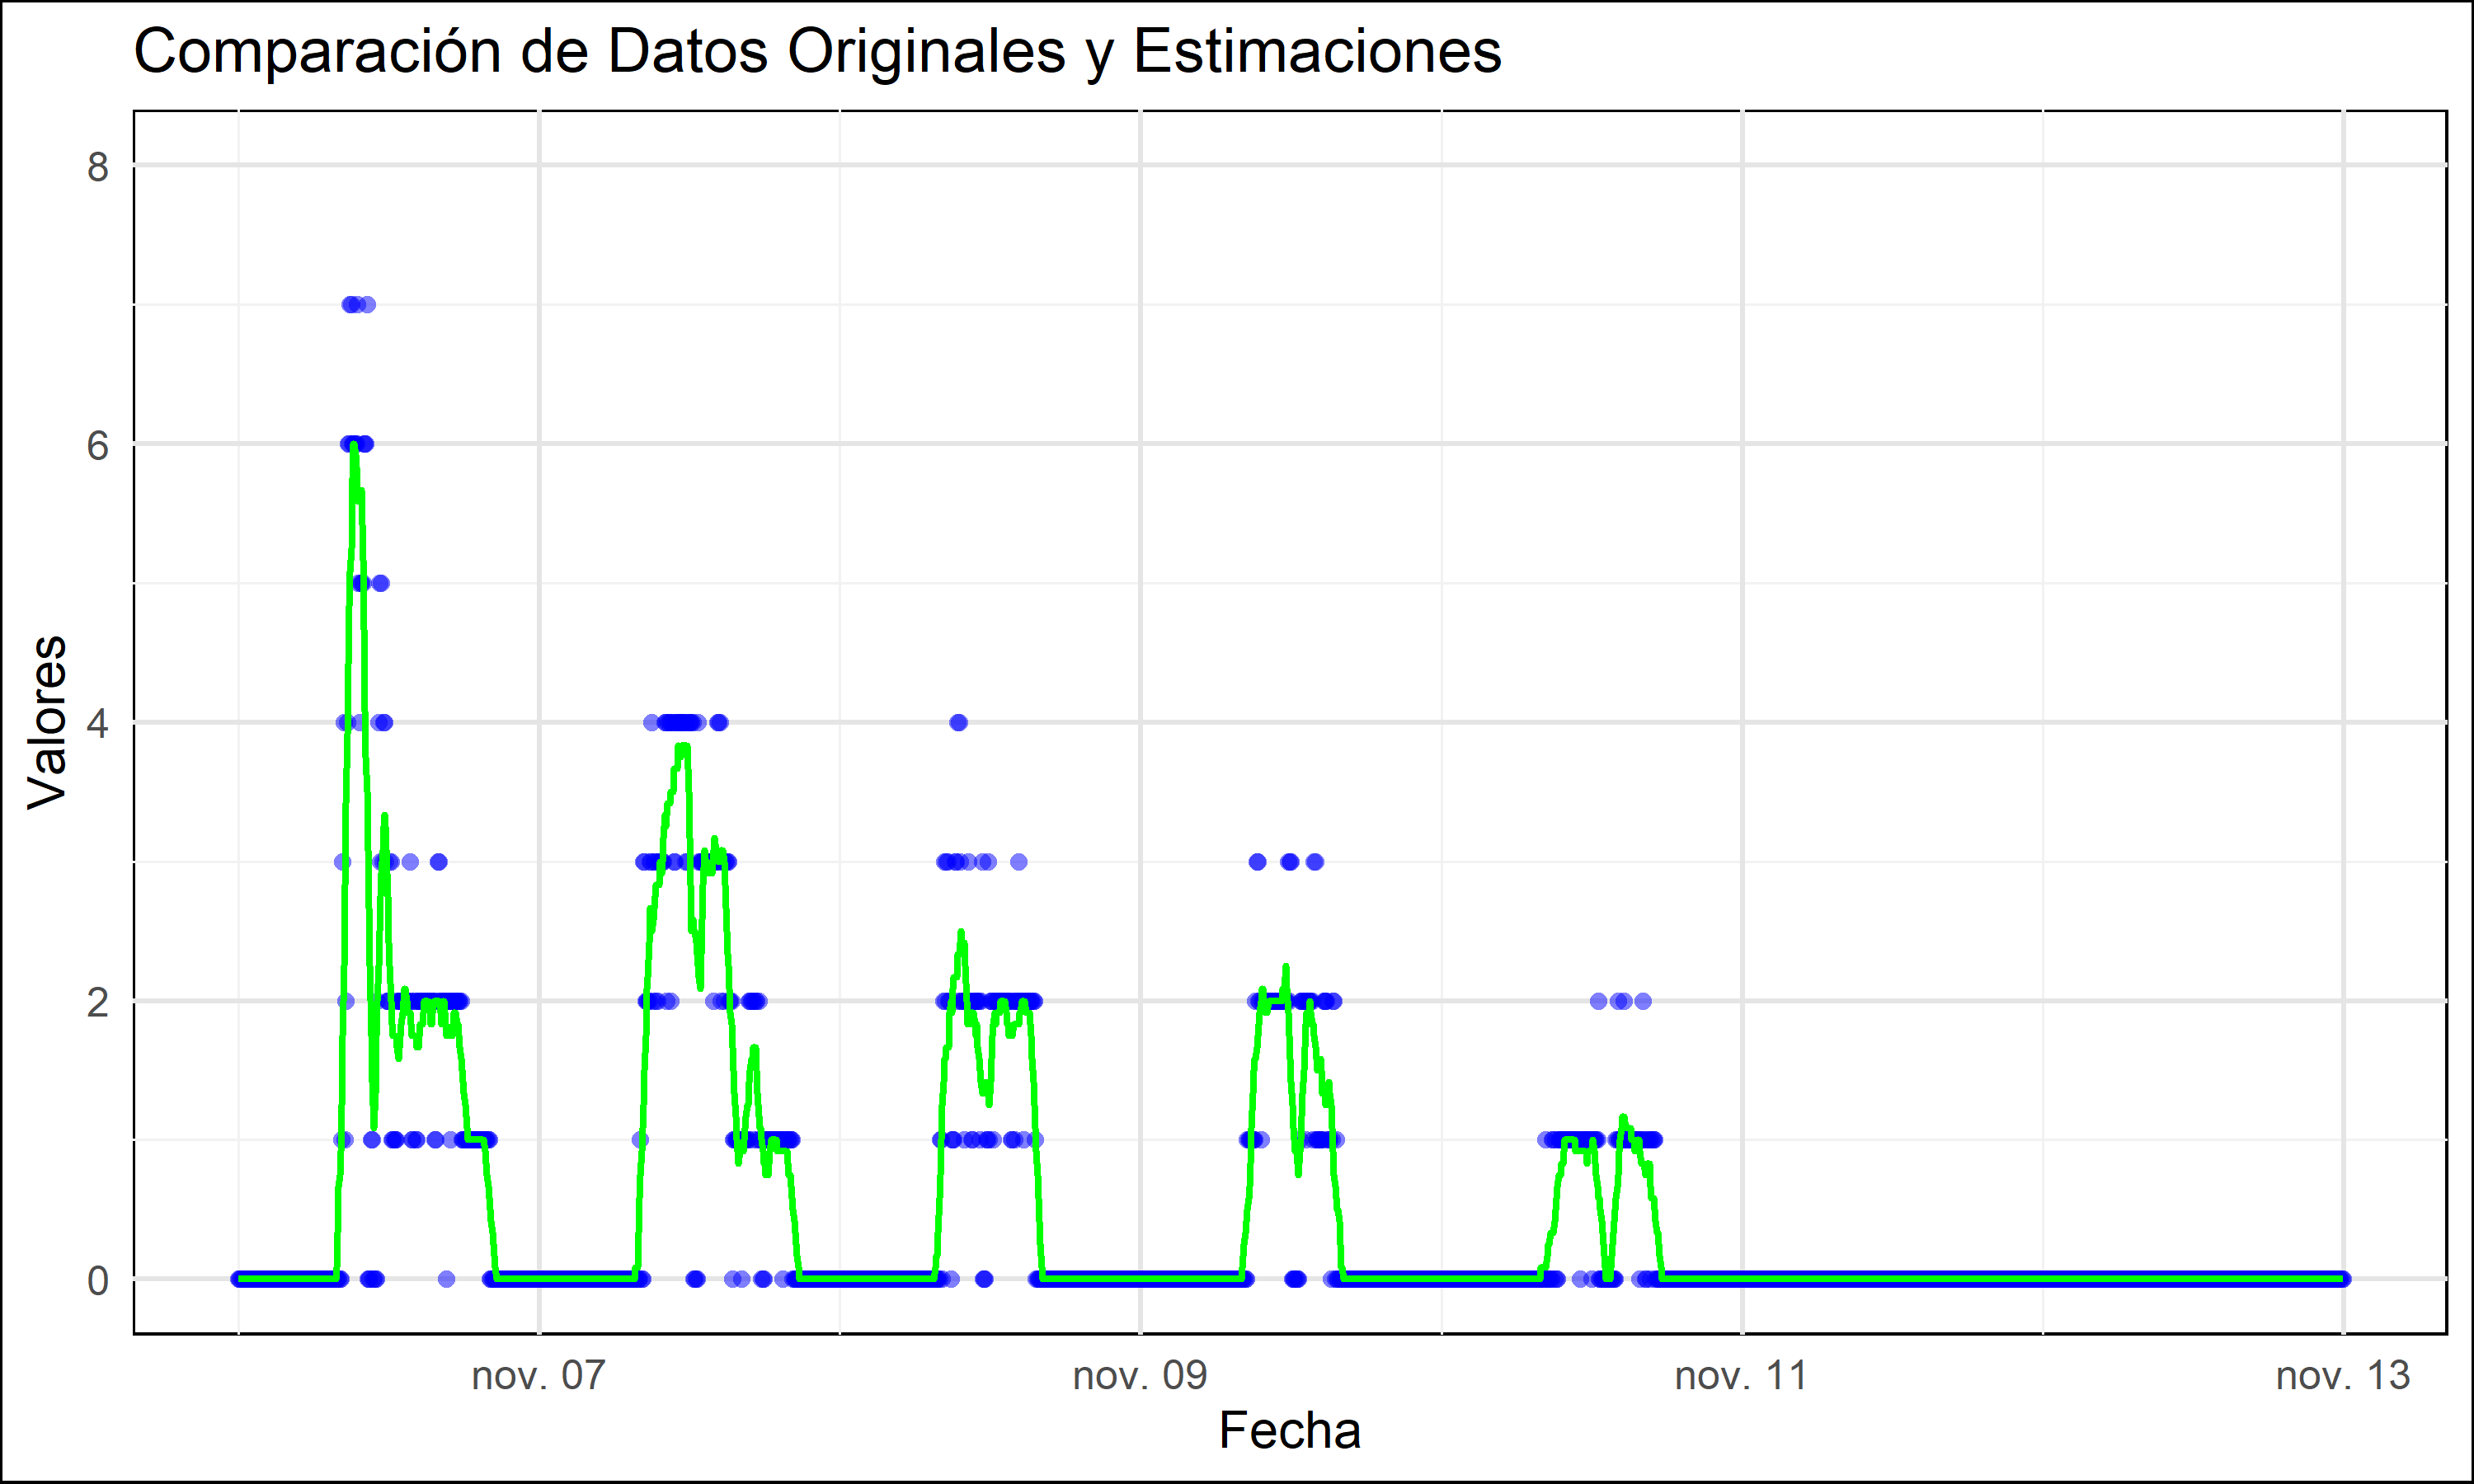 Comparación de Datos Originales y Estimaciones
8
6
4
2
0
Valores
nov. 07
nov. 09
nov. 11
nov. 13
Fecha